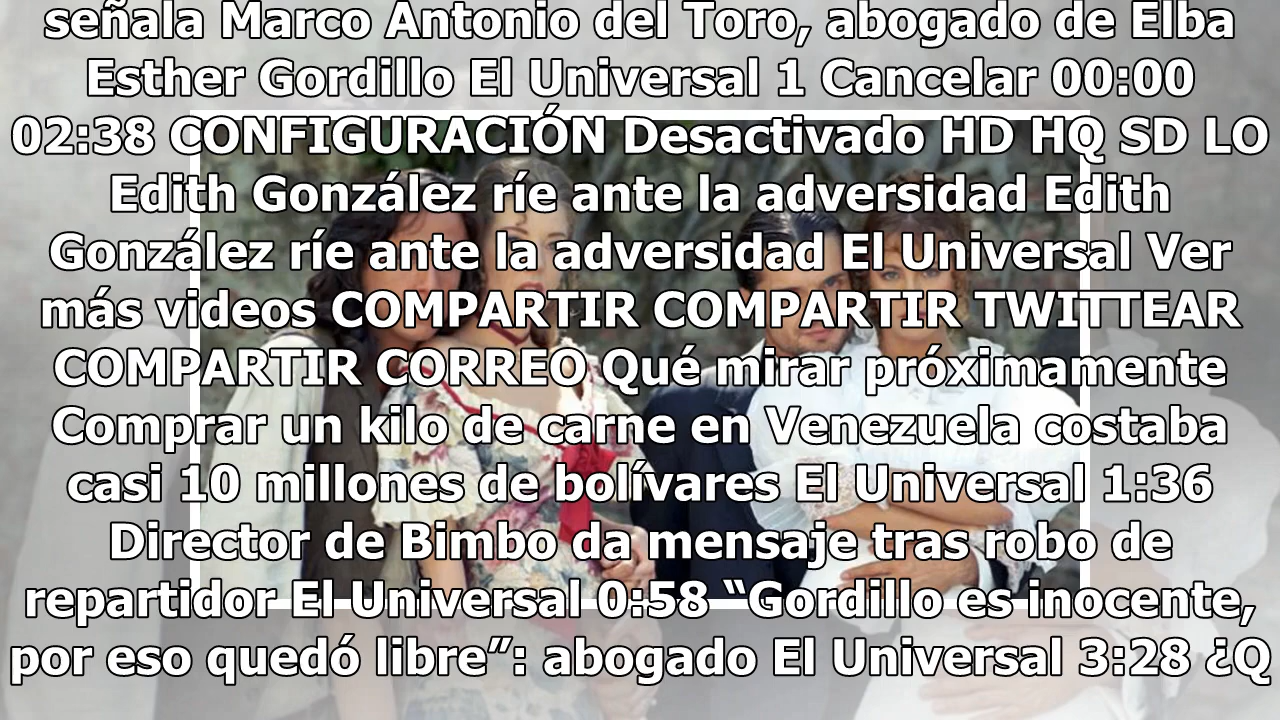 señala Marco Antonio del Toro, abogado de Elba
Esther Gordillo El Universal 1 Cancelar 00:00
02:38 CONFIGURACIÓN Desactivado HD HQ SD LO
Edith González ríe ante la adversidad Edith
González ríe ante la adversidad El Universal Ver
más videos COMPARTIR COMPARTIR TWITTEAR
COMPARTIR CORREO Qué mirar próximamente
Comprar un kilo de carne en Venezuela costaba
casi 10 millones de bolívares El Universal 1:36
Director de Bimbo da mensaje tras robo de
repartidor El Universal 0:58 “Gordillo es inocente,
por eso quedó libre”: abogado El Universal 3:28 ¿Q